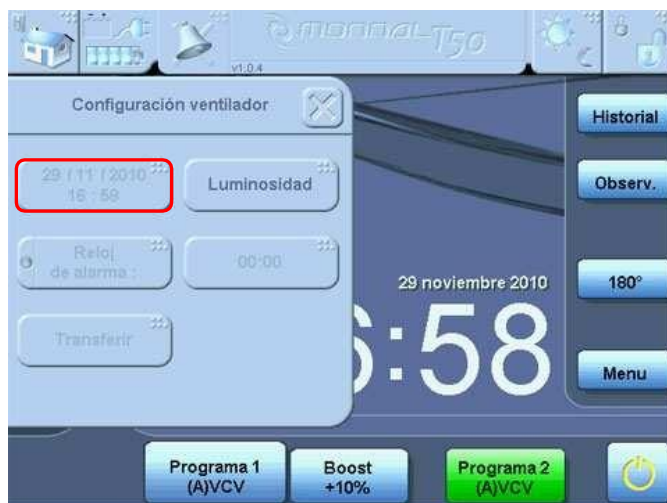 monnal T50
v1.0.4
Configuración ventilador
29 / 11 / 2010
16 : 58
Luminosidad
Reloj
de alarma :
00:00
Transferir
29 noviembre 2010
6:58
Historial
Observ.
180°
Menu
Programa 1
(A)VCV
Boost
+10%
Programa 2
(A)VCV